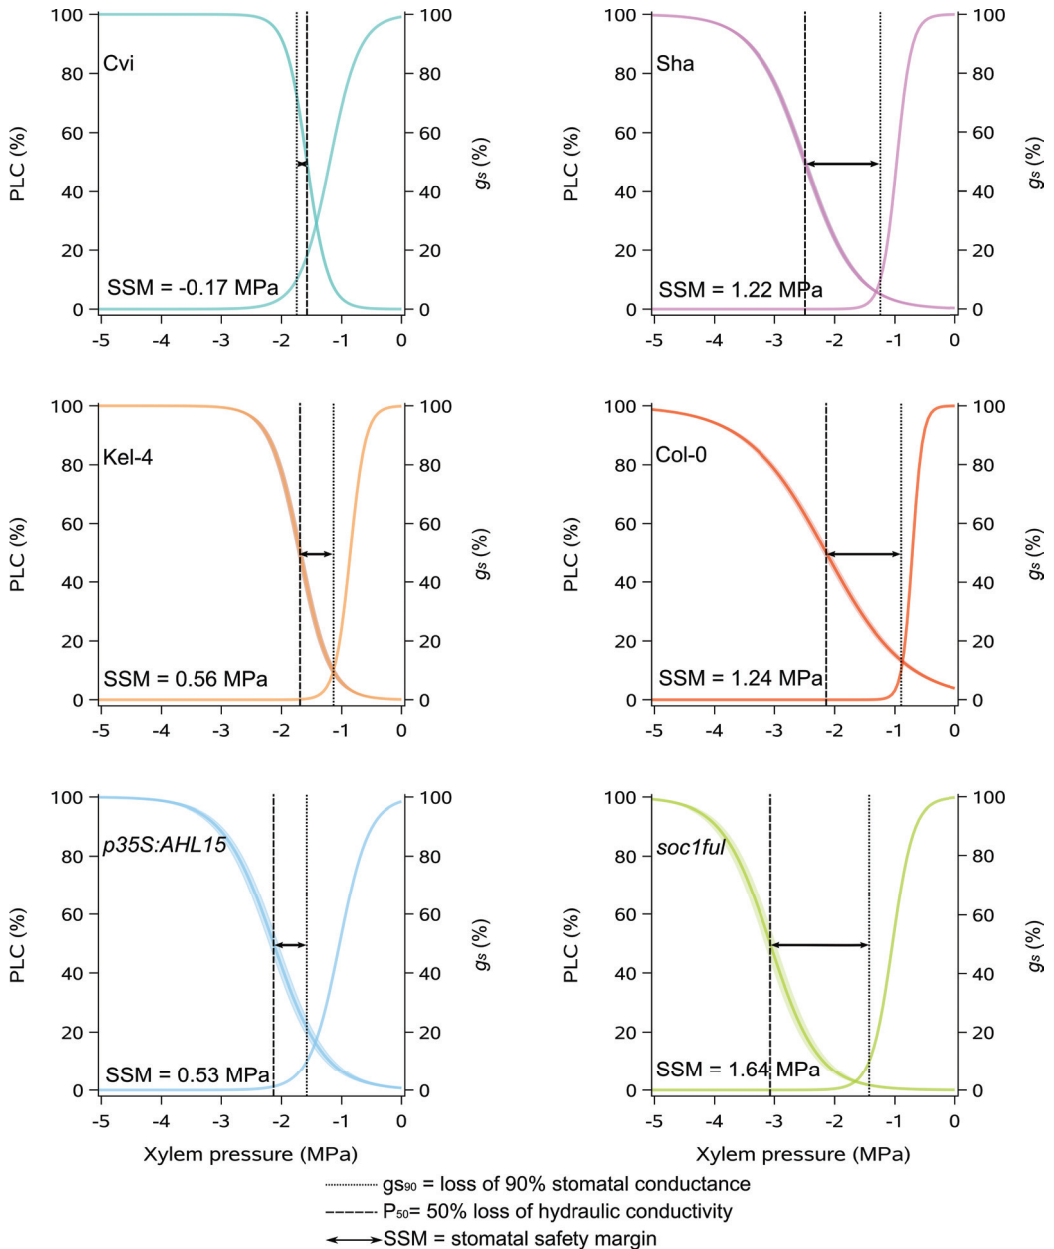 Cvi
PLC (%)
100
80
60
40
20
0
100
80
60
40
20
0
gs (%)
SSM = -0.17 MPa
-5 -4 -3 -2 -1 0
Sha
PLC (%)
100
80
60
40
20
0
100
80
60
40
20
0
gs (%)
SSM = 1.22 MPa
-5 -4 -3 -2 -1 0
Kel-4
PLC (%)
100
80
60
40
20
0
100
80
60
40
20
0
gs (%)
SSM = 0.56 MPa
-5 -4 -3 -2 -1 0
Col-0
PLC (%)
100
80
60
40
20
0
100
80
60
40
20
0
gs (%)
SSM = 1.24 MPa
-5 -4 -3 -2 -1 0
p35S:AHL15
PLC (%)
100
80
60
40
20
0
100
80
60
40
20
0
gs (%)
SSM = 0.53 MPa
-5 -4 -3 -2 -1 0
Xylem pressure (MPa)
soc1ful
PLC (%)
100
80
60
40
20
0
100
80
60
40
20
0
gs (%)
SSM = 1.64 MPa
-5 -4 -3 -2 -1 0
Xylem pressure (MPa)
gs90 = loss of 90% stomatal conductance
P50= 50% loss of hydraulic conductivity
SSM = stomatal safety margin